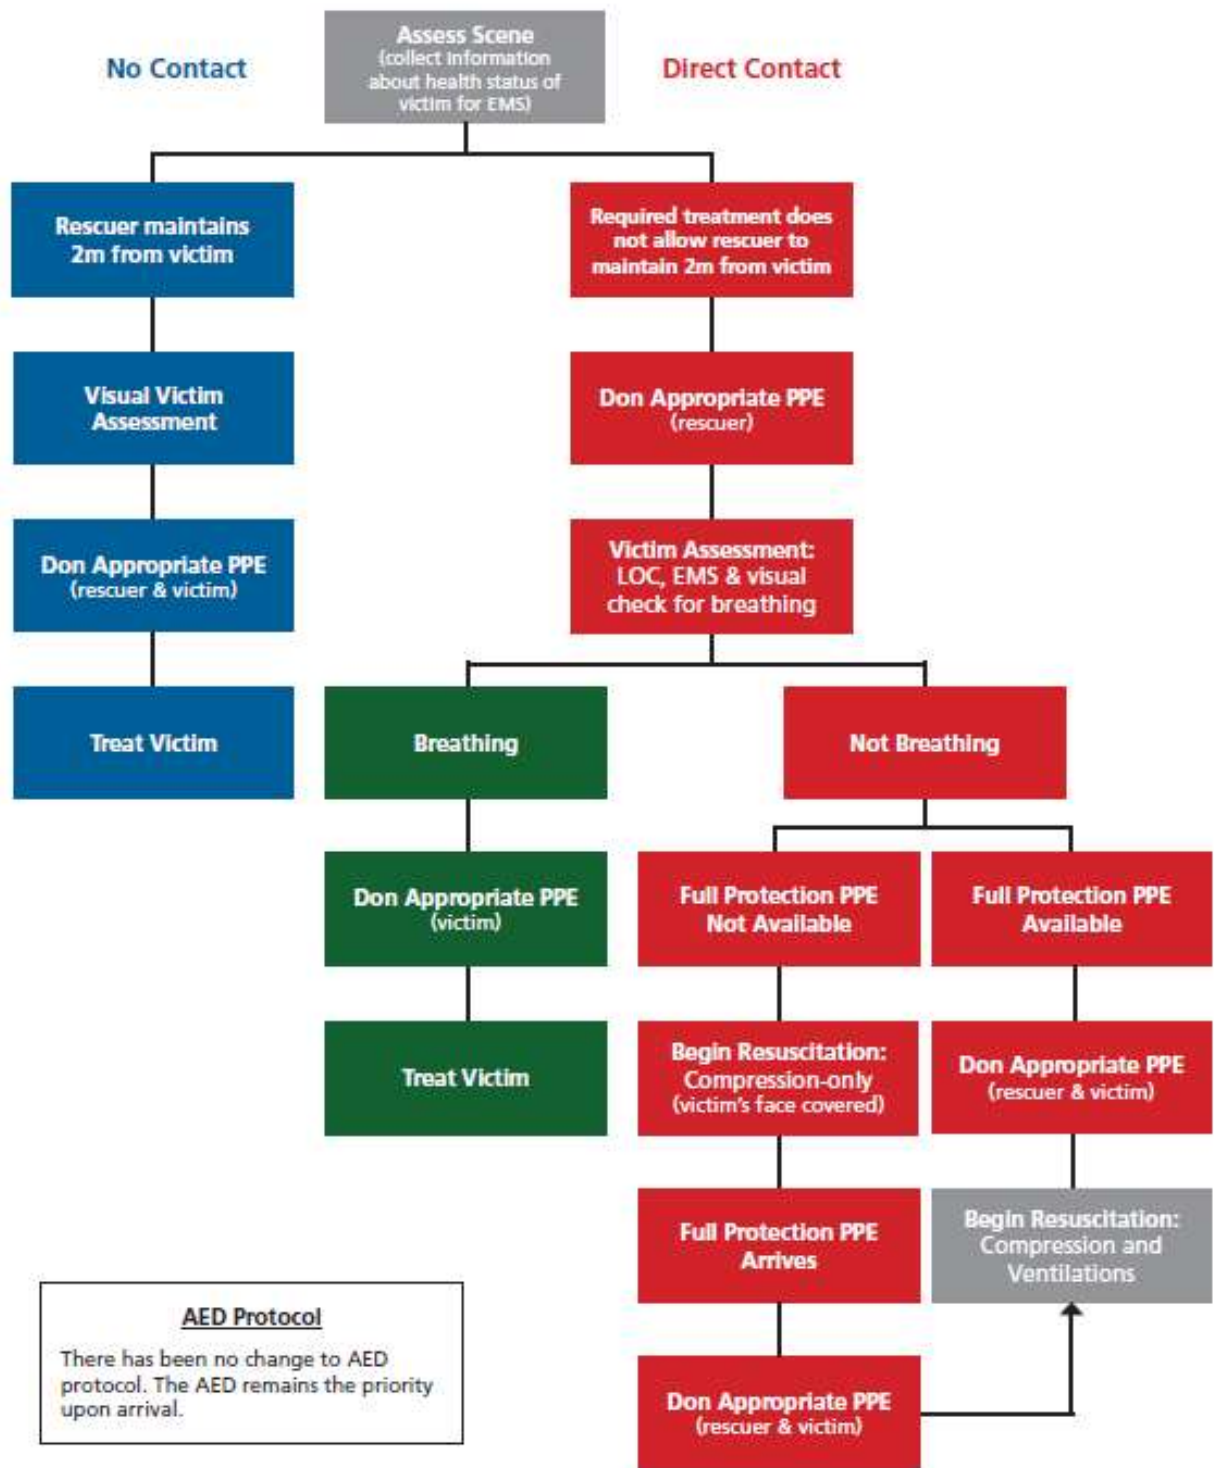 No Contact
Assess Scene
(collect information
about health status of
victim for EMS)
Direct Contact
Rescuer maintains
2m from victim
Required treatment does
not allow rescuer to
maintain 2m from victim
Visual Victim
Assessment
Don Appropriate PPE
(rescuer)
Don Appropriate PPE
(rescuer & victim)
Victim Assessment:
LOC, EMS & visual
check for breathing
Treat Victim
Breathing
Not Breathing
Don Appropriate PPE
(victim)
Full Protection PPE
Not Available
Full Protection PPE
Available
Treat Victim
Begin Resuscitation:
Compression-only
(victim's face covered)
Don Appropriate PPE
(rescuer & victim)
Full Protection PPE
Arrives
Begin Resuscitation:
Compression and
Ventilations
AED Protocol
There has been no change to AED
protocol. The AED remains the priority
upon arrival.
Don Appropriate PPE
(rescuer & victim)